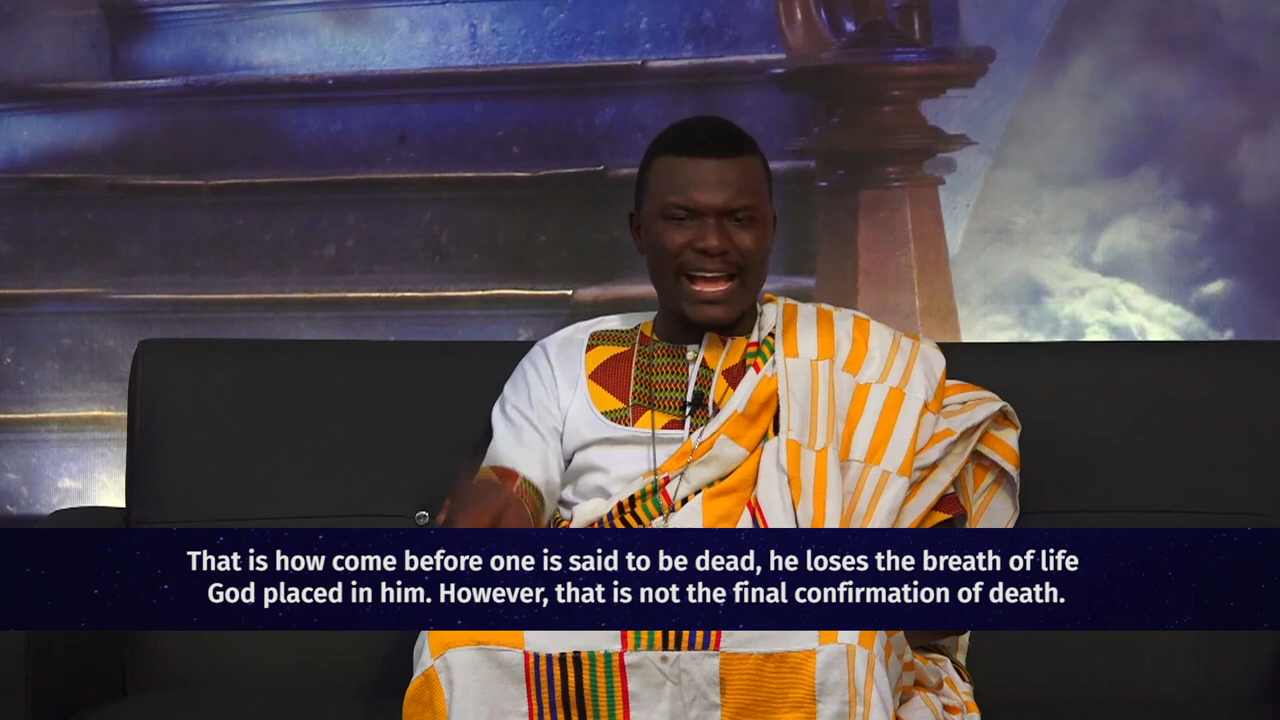 That is how come before one is said to be dead, he loses the breath of life
God placed in him. However, that is not the final confirmation of death.